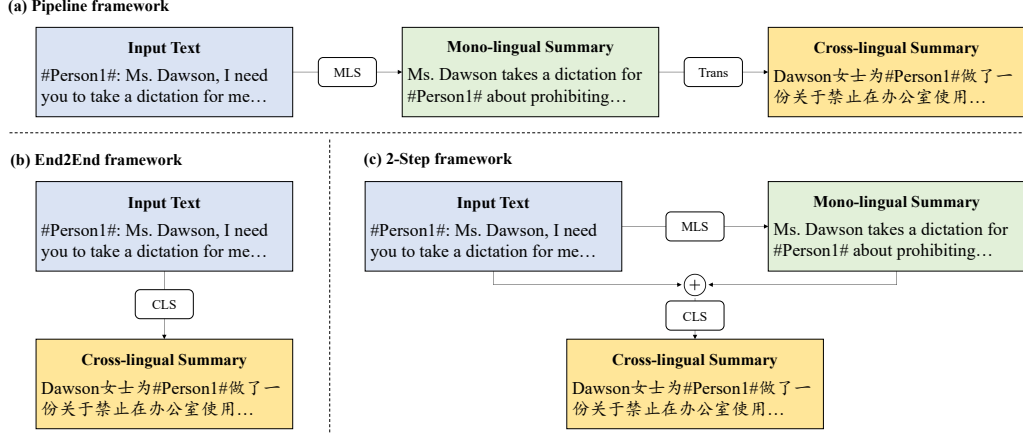 (a) Pipeline framework
Input Text
#Person1#: Ms. Dawson, I need
you to take a dictation for me…
MLS
Mono-lingual Summary
Ms. Dawson takes a dictation for
#Person1# about prohibiting…
Trans
Cross-lingual Summary
Dawson女士为#Person1#做了一
份关于禁止在办公室使用…
(b) End2End framework
Input Text
#Person1#: Ms. Dawson, I need
you to take a dictation for me…
CLS
Cross-lingual Summary
Dawson女士为#Person1#做了一
份关于禁止在办公室使用…
(c) 2-Step framework
Input Text
#Person1#: Ms. Dawson, I need
you to take a dictation for me…
MLS
Mono-lingual Summary
Ms. Dawson takes a dictation for
#Person1# about prohibiting…
+
CLS
Cross-lingual Summary
Dawson女士为#Person1#做了一
份关于禁止在办公室使用…